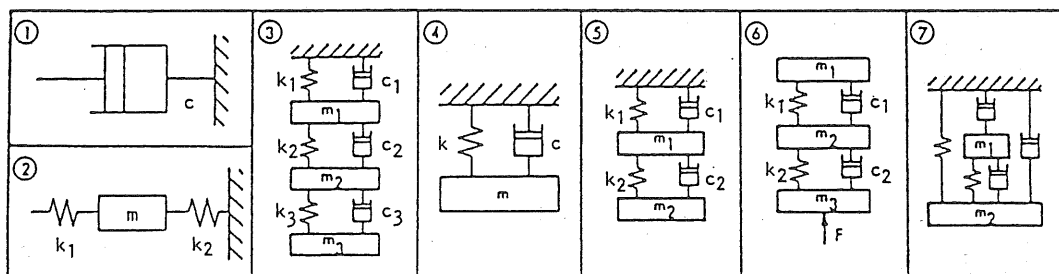 ①
c
②
m
k₁ k₂
③
k₁ c₁
m₁
k₂ c₂
m₂
k₃ c₃
m₃
④
k c
m
⑤
k₁ c₁
m₁
k₂ c₂
m₂
⑥
m₁
k₁ c₁
m₂
k₂ c₂
m₃
F
⑦
m₁
m₂